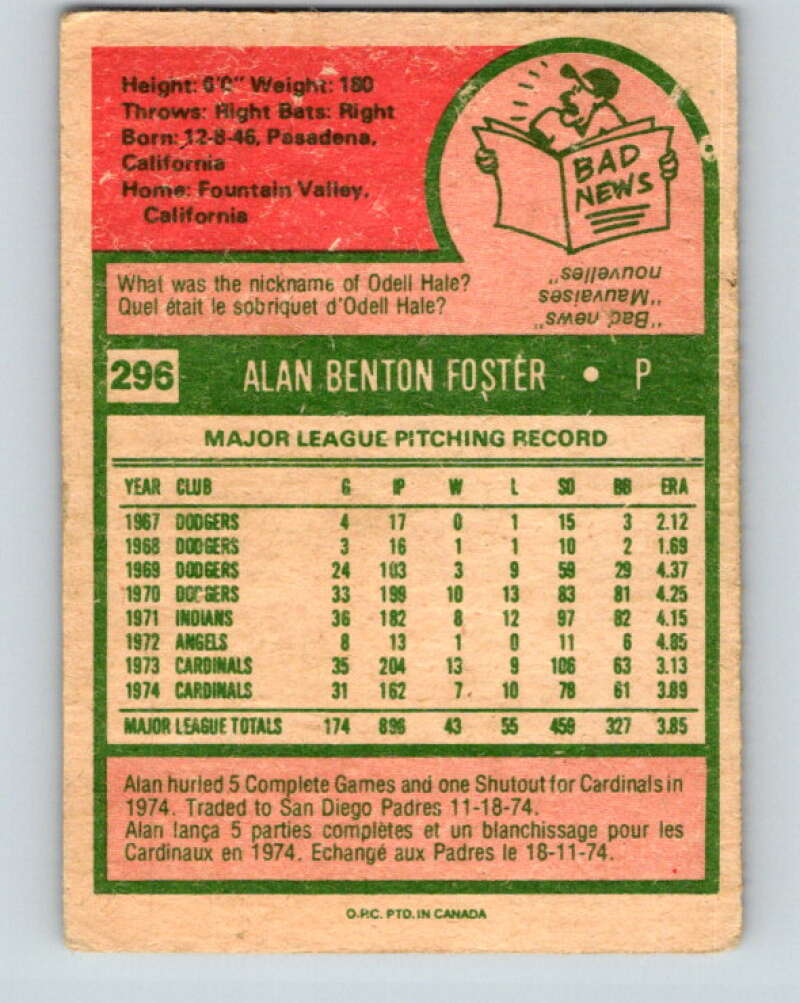 Height: 6'0" Weight: 180
Throws: Right Bats: Right
Born: 12-8-46, Pasadena,
California
Home: Fountain Valley,
California
BAD
NEWS
What was the nickname of Odell Hale?
Quel était le sobriquet d'Odell Hale?
"Bad news"
"Mauvaises
nouvelles"
296 ALAN BENTON FOSTER • P
MAJOR LEAGUE PITCHING RECORD
YEAR CLUB G IP W L SO BB ERA
1967 DODGERS 4 17 0 1 15 3 2.12
1968 DODGERS 3 16 1 1 10 2 1.69
1969 DODGERS 24 103 3 9 59 29 4.37
1970 DODGERS 33 199 10 13 83 81 4.25
1971 INDIANS 36 182 8 12 97 82 4.15
1972 ANGELS 8 13 1 0 11 6 4.85
1973 CARDINALS 35 204 13 9 106 63 3.13
1974 CARDINALS 31 162 7 10 78 61 3.89
MAJOR LEAGUE TOTALS 174 896 43 55 459 327 3.85
Alan hurled 5 Complete Games and one Shutout for Cardinals in
1974. Traded to San Diego Padres 11-18-74.
Alan lança 5 parties complètes et un blanchissage pour les
Cardinaux en 1974. Echangé aux Padres le 18-11-74.
O.P.C. PTD. IN CANADA